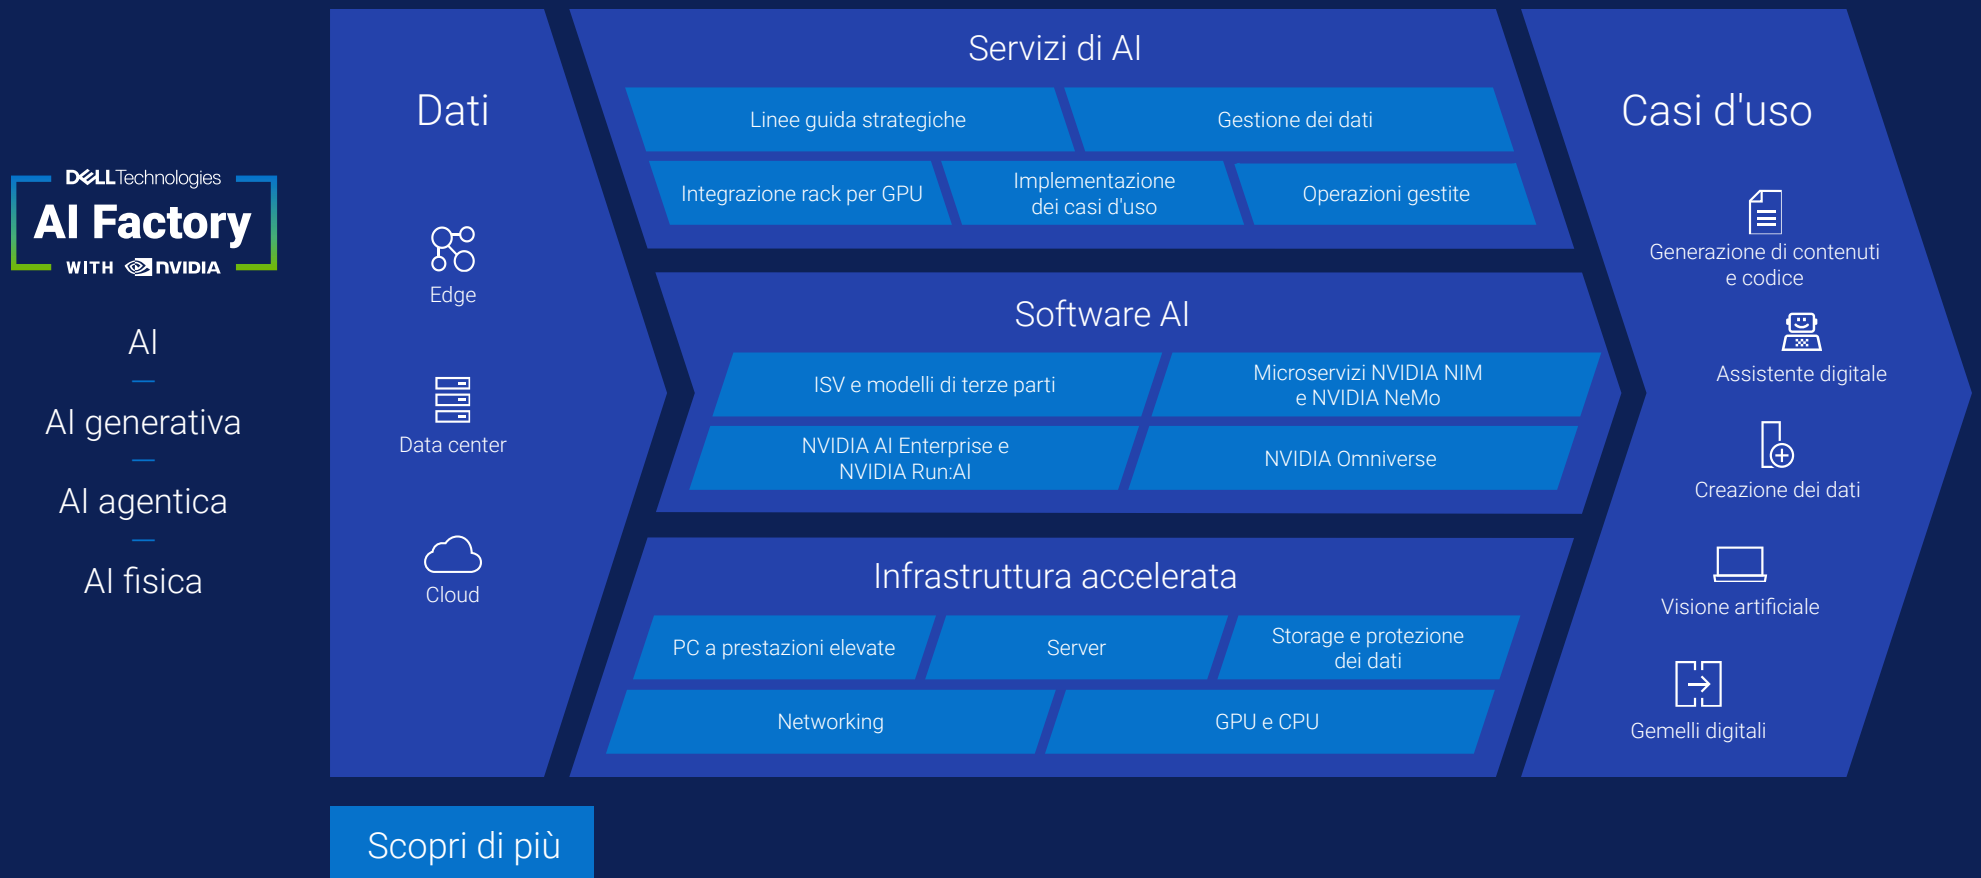 DELLTechnologies
AI Factory
WITH NVIDIA
AI
AI generativa
AI agentica
AI fisica
Dati
Edge
Data center
Cloud
Servizi di AI
Linee guida strategiche
Gestione dei dati
Integrazione rack per GPU
Implementazione
dei casi d'uso
Operazioni gestite
Software AI
ISV e modelli di terze parti
Microservizi NVIDIA NIM
e NVIDIA NeMo
NVIDIA AI Enterprise e
NVIDIA Run:AI
NVIDIA Omniverse
Infrastruttura accelerata
PC a prestazioni elevate
Server
Storage e protezione
dei dati
Networking
GPU e CPU
Casi d'uso
Generazione di contenuti
e codice
Assistente digitale
Creazione dei dati
Visione artificiale
Gemelli digitali
Scopri di più